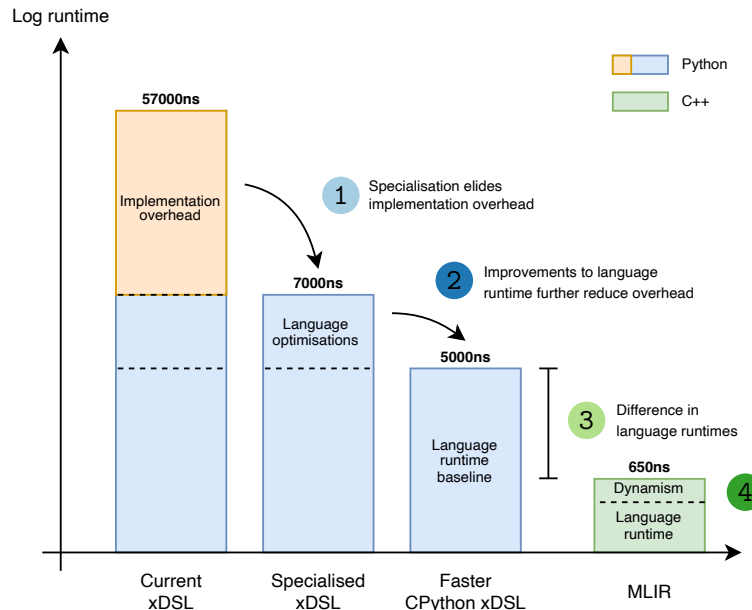 Log runtime
Python
C++
57000ns
Implementation
overhead
1
Specialisation elides
implementation overhead
7000ns
Language
optimisations
2
Improvements to language
runtime further reduce overhead
5000ns
Language
runtime
baseline
3
Difference in
language runtimes
650ns
Dynamism
Language
runtime
4
Current
xDSL
Specialised
xDSL
Faster
CPython xDSL
MLIR